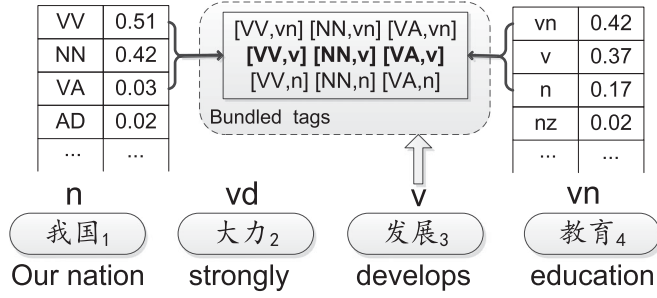 VV 0.51
NN 0.42
VA 0.03
AD 0.02
... ...
[VV,vn] [NN,vn] [VA,vn]
[VV,v] [NN,v] [VA,v]
[VV,n] [NN,n] [VA,n]
Bundled tags
vn 0.42
v 0.37
n 0.17
nz 0.02
... ...
n vd v vn
我国1 大力2 发展3 教育4
Our nation strongly develops education